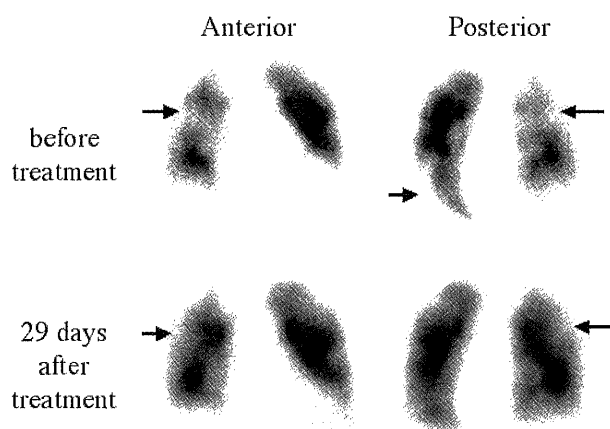 Anterior
Posterior
before
treatment
29 days
after
treatment